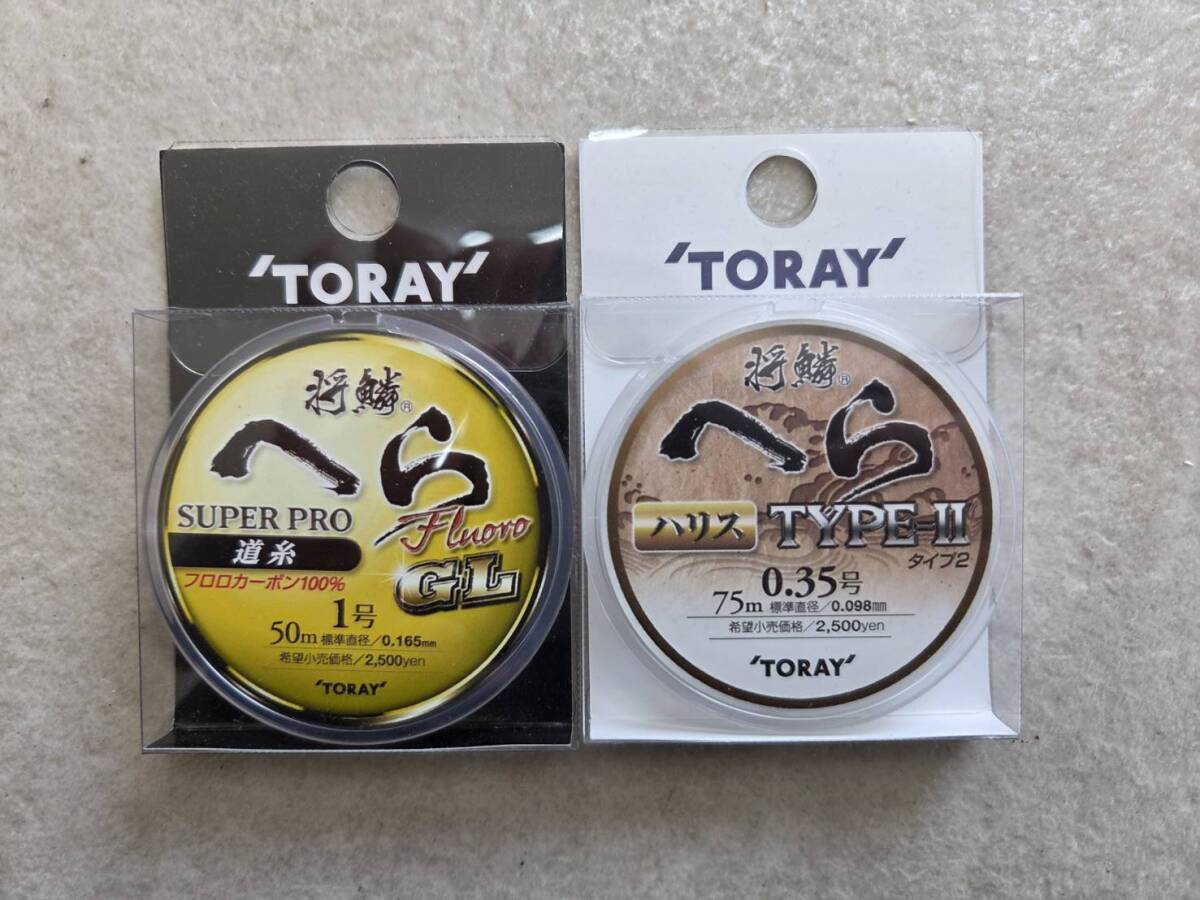 'TORAY'
将鱗®
へら
SUPER PRO
Fluoro
道糸
GL
フロロカーボン100%
1号
50m 標準直径/0.165mm
希望小売価格/2,500yen
'TORAY'
'TORAY'
将鱗®
へら
ハリス TYPE-II
タイプ2
0.35号
75m 標準直径/0.098mm
希望小売価格/2,500yen
'TORAY'